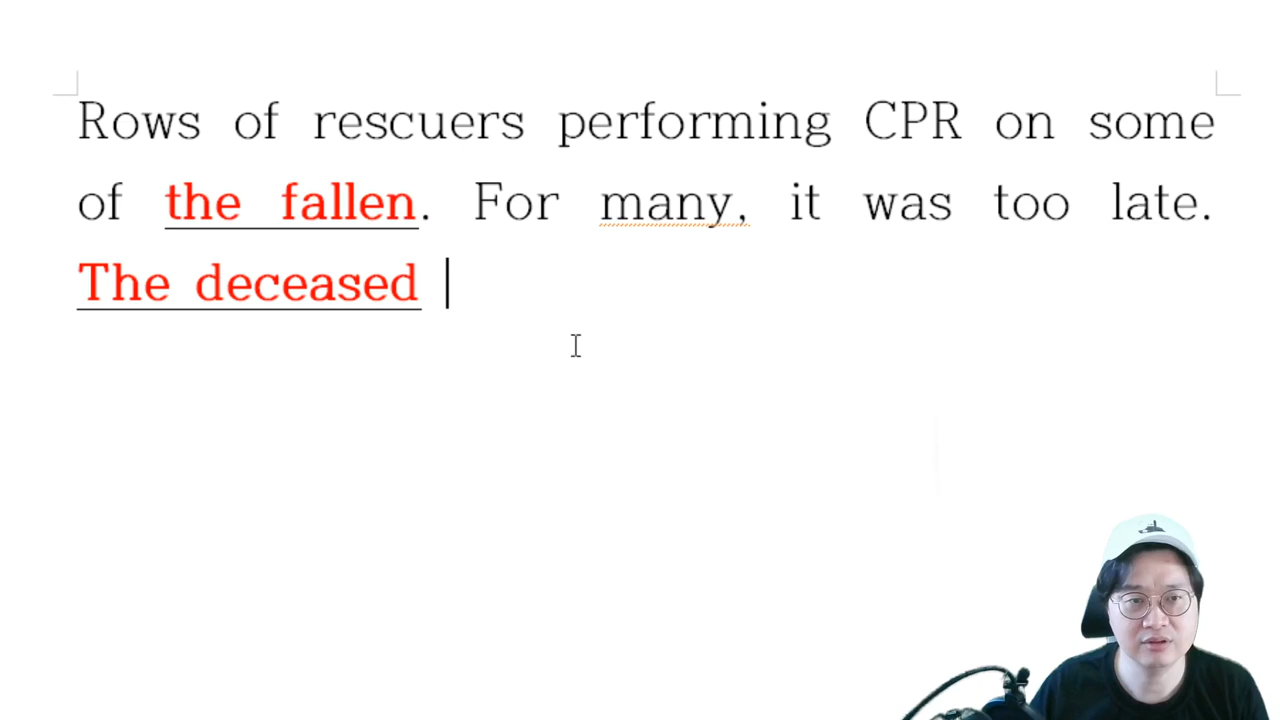 Rows of rescuers performing CPR on some
of the fallen. For many, it was too late.
The deceased